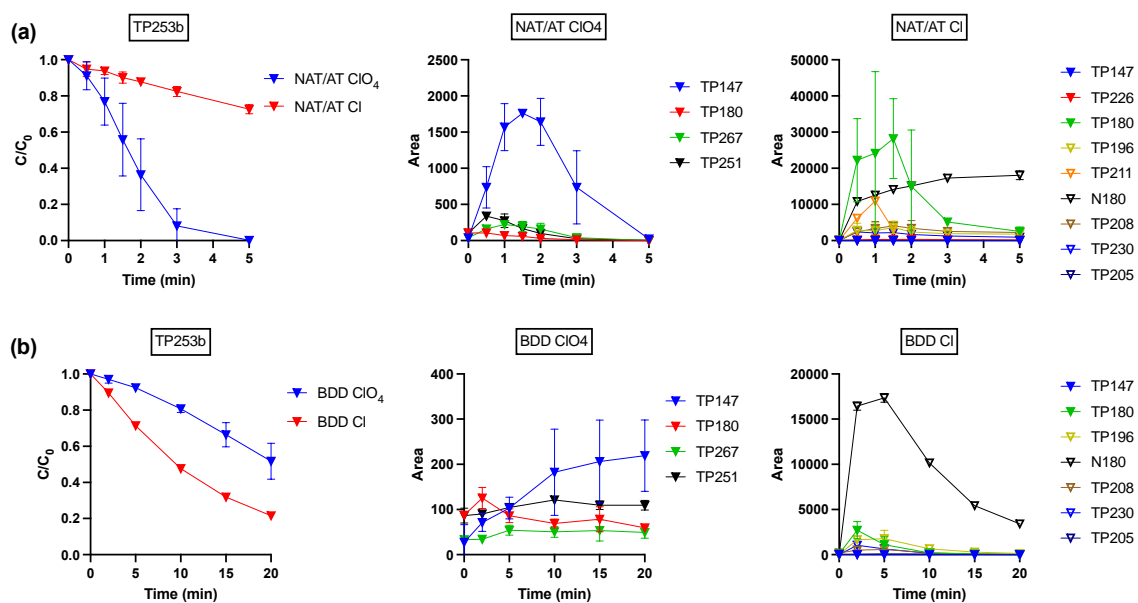 (a)
TP253b
C/C0
1.0
0.8
0.6
0.4
0.2
0.0
0 1 2 3 4 5
Time (min)
NAT/AT ClO4
NAT/AT Cl
NAT/AT ClO4
Area
2500
2000
1500
1000
500
0
0 1 2 3 4 5
Time (min)
TP147
TP180
TP267
TP251
NAT/AT Cl
Area
50000
40000
30000
20000
10000
0
0 1 2 3 4 5
Time (min)
TP147
TP226
TP180
TP196
TP211
N180
TP208
TP230
TP205
(b)
TP253b
C/C0
1.0
0.8
0.6
0.4
0.2
0.0
0 5 10 15 20
Time (min)
BDD ClO4
BDD Cl
BDD ClO4
Area
400
300
200
100
0
0 5 10 15 20
Time (min)
TP147
TP180
TP267
TP251
BDD Cl
Area
20000
15000
10000
5000
0
0 5 10 15 20
Time (min)
TP147
TP180
TP196
N180
TP208
TP230
TP205